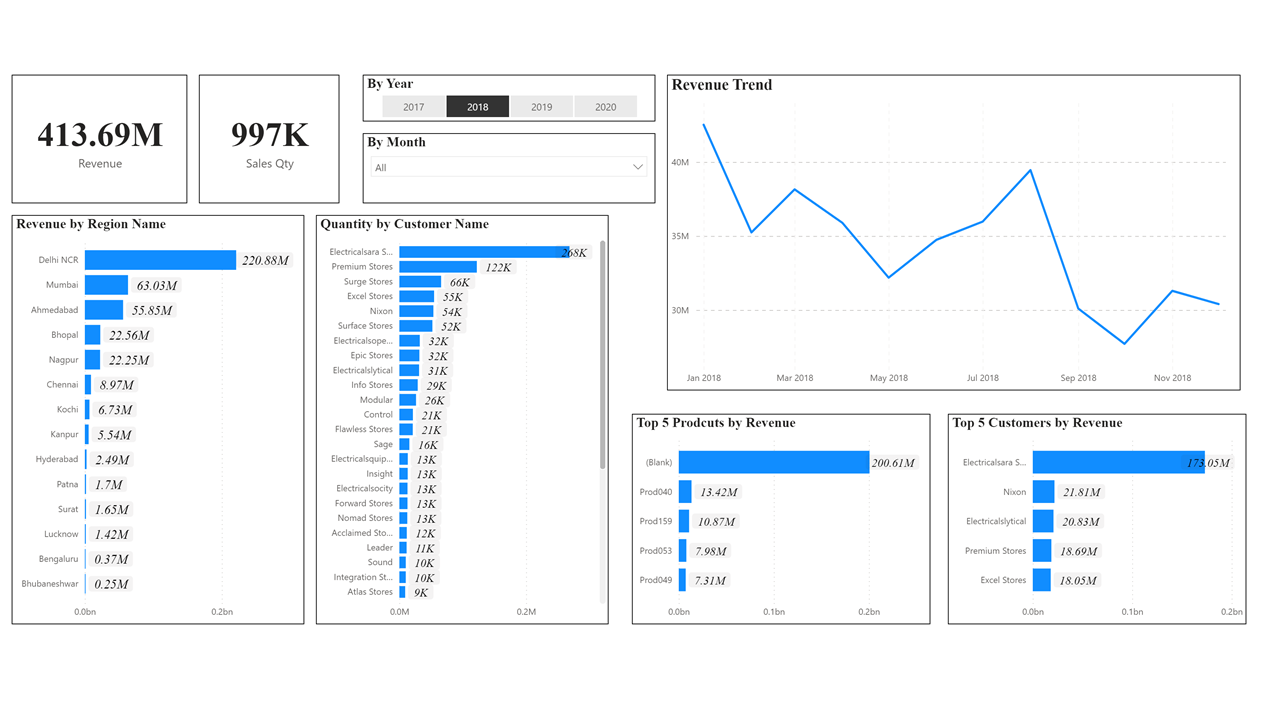 413.69M
Revenue
997K
Sales Qty
By Year
2017 2018 2019 2020
By Month
All
Revenue Trend
40M
35M
30M
Jan 2018 Mar 2018 May 2018 Jul 2018 Sep 2018 Nov 2018
Revenue by Region Name
Delhi NCR 220.88M
Mumbai 63.03M
Ahmedabad 55.85M
Bhopal 22.56M
Nagpur 22.25M
Chennai 8.97M
Kochi 6.73M
Kanpur 5.54M
Hyderabad 2.49M
Patna 1.7M
Surat 1.65M
Lucknow 1.42M
Bengaluru 0.37M
Bhubaneshwar 0.25M
0.0bn 0.2bn
Quantity by Customer Name
Electricalsara S... 268K
Premium Stores 122K
Surge Stores 66K
Excel Stores 55K
Nixon 54K
Surface Stores 52K
Electricalsope... 32K
Epic Stores 32K
Electricalslytical 31K
Info Stores 29K
Modular 26K
Control 21K
Flawless Stores 21K
Sage 16K
Electricalsquip... 13K
Insight 13K
Electricalsocity 13K
Forward Stores 13K
Nomad Stores 13K
Acclaimed Sto... 12K
Leader 11K
Sound 10K
Integration St... 10K
Atlas Stores 9K
0.0M 0.2M
Top 5 Prodcuts by Revenue
(Blank) 200.61M
Prod040 13.42M
Prod159 10.87M
Prod053 7.98M
Prod049 7.31M
0.0bn 0.1bn 0.2bn
Top 5 Customers by Revenue
Electricalsara S... 173.05M
Nixon 21.81M
Electricalslytical 20.83M
Premium Stores 18.69M
Excel Stores 18.05M
0.0bn 0.1bn 0.2bn